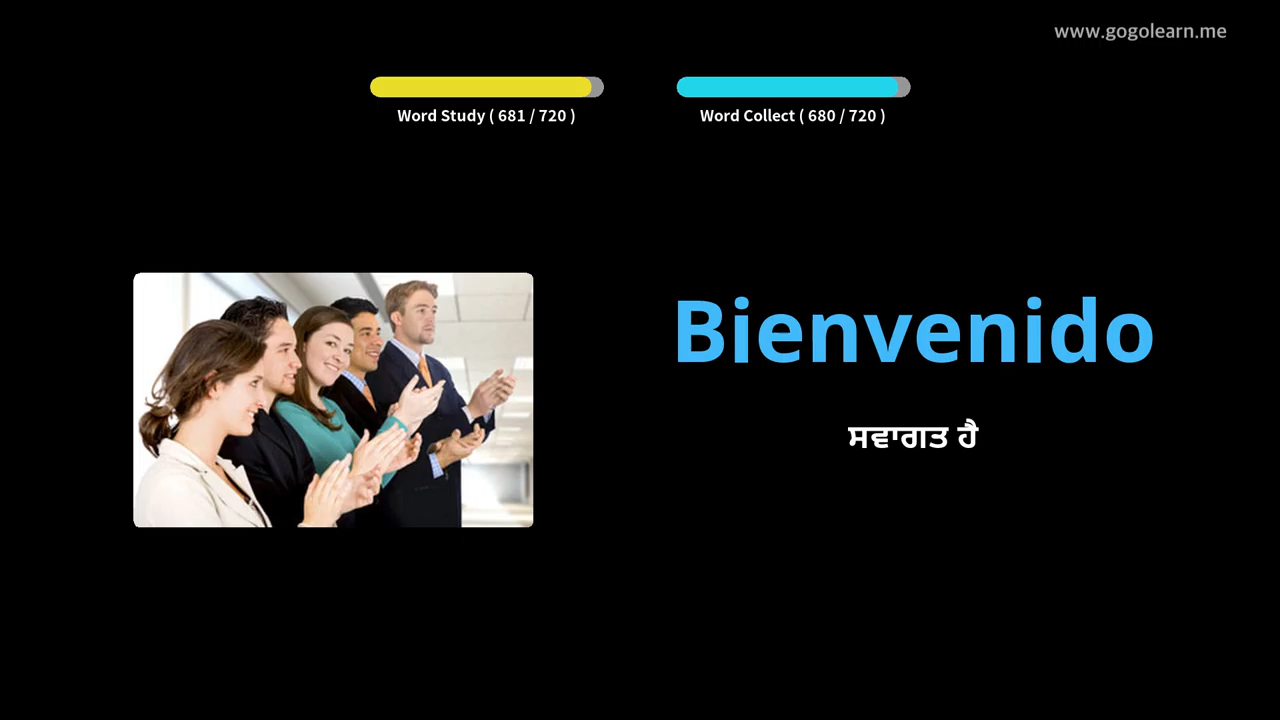 www.gogolearn.me
Word Study ( 681 / 720 )
Word Collect ( 680 / 720 )
Bienvenido
ਸਵਾਗਤ ਹੈ